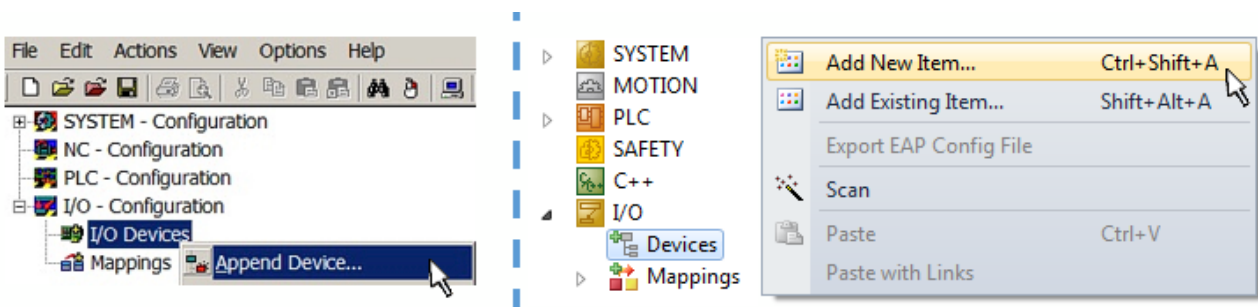 File Edit Actions View Options Help
SYSTEM - Configuration
NC - Configuration
PLC - Configuration
I/O - Configuration
I/O Devices
Append Device...
Mappings
SYSTEM
MOTION
PLC
SAFETY
C++
I/O
Devices
Mappings
Add New Item... Ctrl+Shift+A
Add Existing Item... Shift+Alt+A
Export EAP Config File
Scan
Paste Ctrl+V
Paste with Links